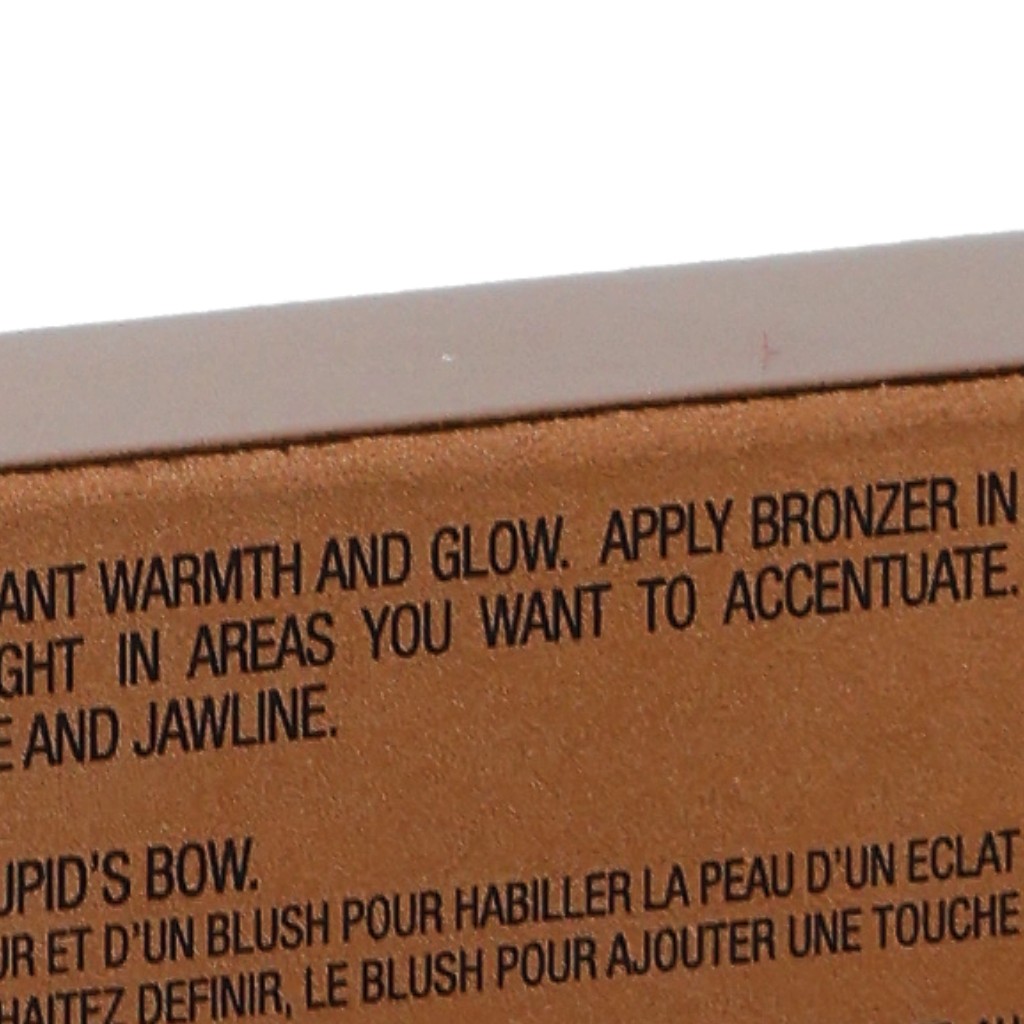 ANT WARMTH AND GLOW. APPLY BRONZER IN
GHT IN AREAS YOU WANT TO ACCENTUATE.
E AND JAWLINE.
UPID'S BOW.
UR ET D'UN BLUSH POUR HABILLER LA PEAU D'UN ECLAT
HAITEZ DEFINIR, LE BLUSH POUR AJOUTER UNE TOUCHE